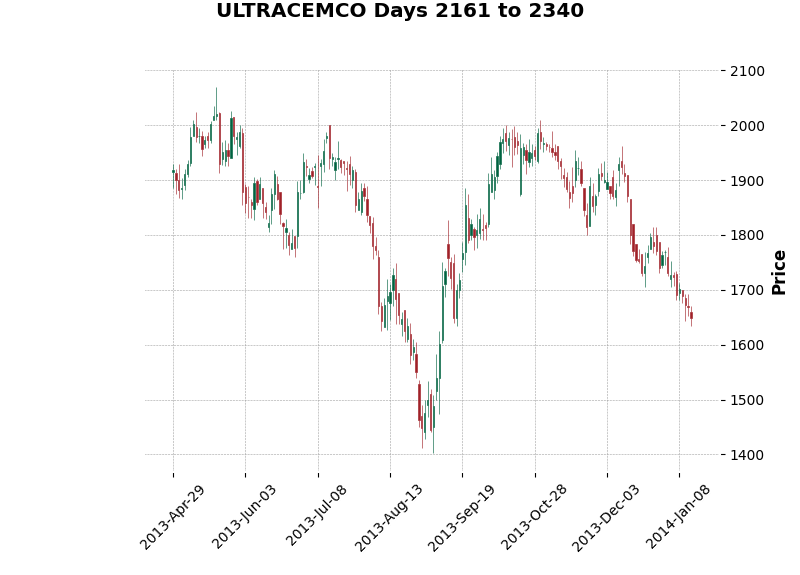 ULTRACEMCO Days 2161 to 2340
2100
2000
1900
1800
1700
1600
1500
1400
Price
2013-Apr-29
2013-Jun-03
2013-Jul-08
2013-Aug-13
2013-Sep-19
2013-Oct-28
2013-Dec-03
2014-Jan-08